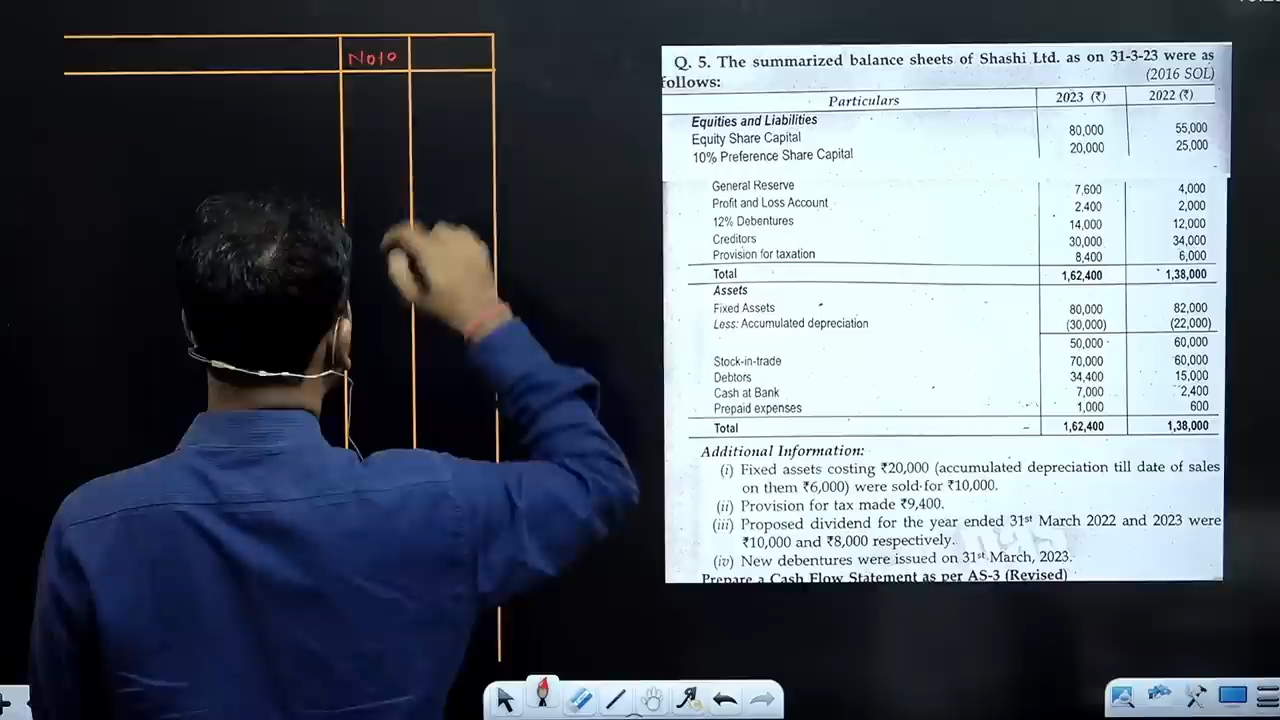 Note
Q. 5. The summarized balance sheets of Shashi Ltd. as on 31-3-23 were as
follows:
(2016 SOL)
Particulars 2023 (₹) 2022 (₹)
Equities and Liabilities
Equity Share Capital 80,000 55,000
10% Preference Share Capital 20,000 25,000
General Reserve 7,600 4,000
Profit and Loss Account 2,400 2,000
12% Debentures 14,000 12,000
Creditors 30,000 34,000
Provision for taxation 8,400 6,000
Total 1,62,400 1,38,000
Assets
Fixed Assets 80,000 82,000
Less: Accumulated depreciation (30,000) (22,000)
50,000 60,000
Stock-in-trade 70,000 60,000
Debtors 34,400 15,000
Cash at Bank 7,000 2,400
Prepaid expenses 1,000 600
Total 1,62,400 1,38,000
Additional Information:
(i) Fixed assets costing ₹20,000 (accumulated depreciation till date of sales
on them ₹6,000) were sold for ₹10,000.
(ii) Provision for tax made ₹9,400.
(iii) Proposed dividend for the year ended 31st March 2022 and 2023 were
₹10,000 and ₹8,000 respectively.
(iv) New debentures were issued on 31st March, 2023.
Prepare a Cash Flow Statement as per AS-3 (Revised)